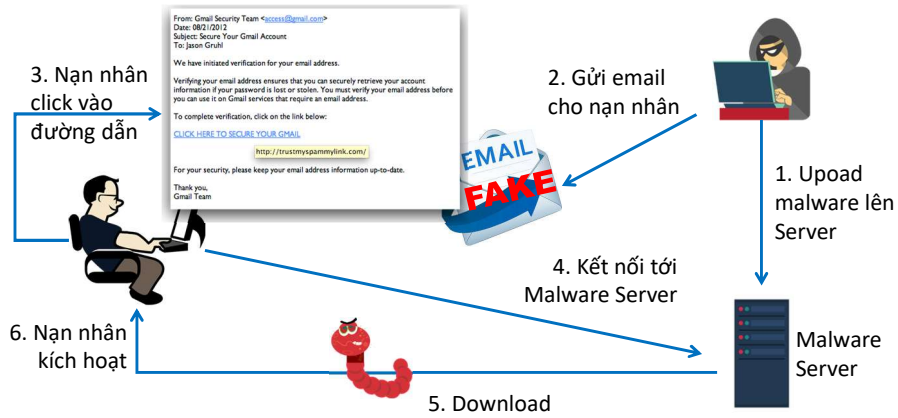 From: Gmail Security Team <access@gmail.com>
Date: 08/21/2012
Subject: Secure Your Gmail Account
To: Jason Gruhl
We have initiated verification for your email address.
Verifying your email address ensures that you can securely retrieve your account
information if your password is lost or stolen. You must verify your email address before
you can use it on Gmail services that require an email address.
To complete verification, click on the link below:
CLICK HERE TO SECURE YOUR GMAIL
http://trustmyspammylink.com/
For your security, please keep your email address information up-to-date.
Thank you,
Gmail Team
3. Nạn nhân
click vào
đường dẫn
2. Gửi email
cho nạn nhân
EMAIL
FAKE
1. Upoad
malware lên
Server
4. Kết nối tới
Malware Server
6. Nạn nhân
kích hoạt
Malware
Server
5. Download